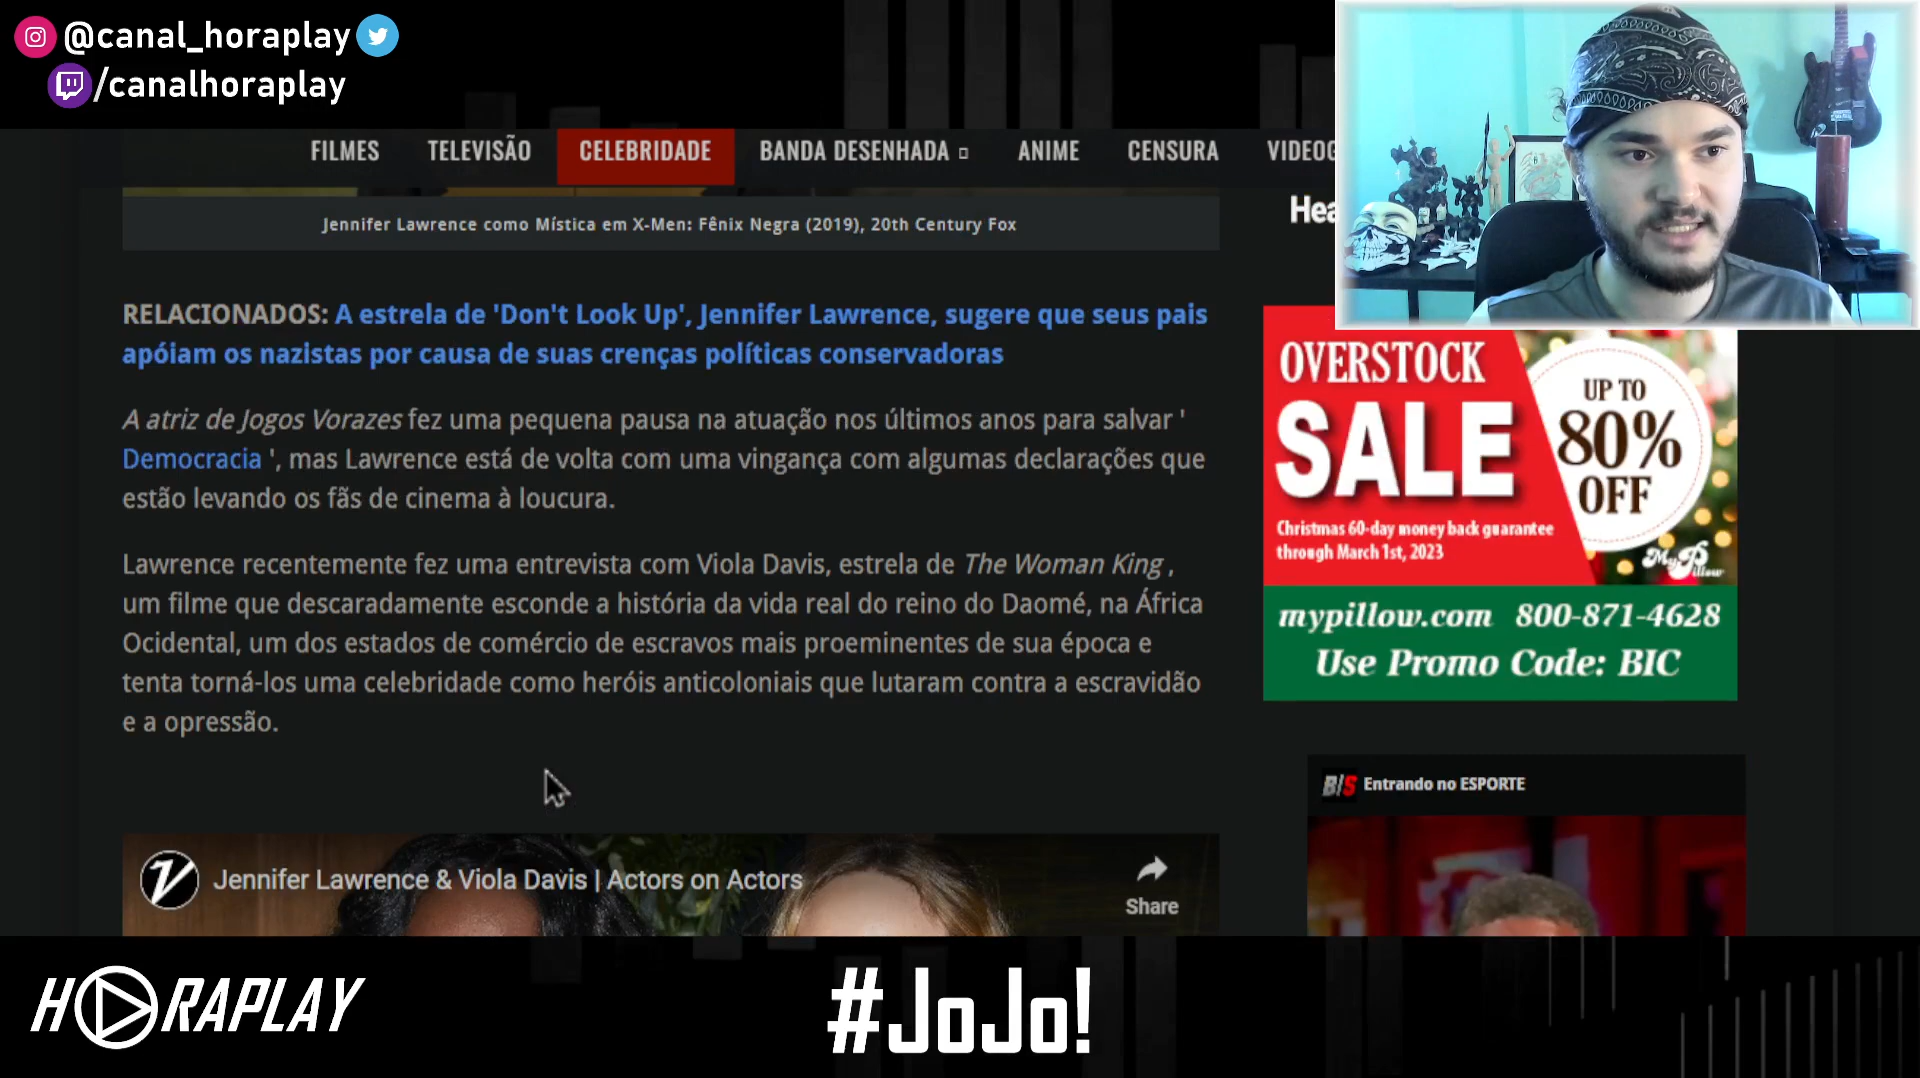 @canal_horaplay
/canalhoraplay
FILMES TELEVISÃO CELEBRIDADE BANDA DESENHADA ANIME CENSURA
Jennifer Lawrence como Mística em X-Men: Fênix Negra (2019), 20th Century Fox
RELACIONADOS: A estrela de 'Don't Look Up', Jennifer Lawrence, sugere que seus pais
apóiam os nazistas por causa de suas crenças políticas conservadoras
A atriz de Jogos Vorazes fez uma pequena pausa na atuação nos últimos anos para salvar '
Democracia ', mas Lawrence está de volta com uma vingança com algumas declarações que
estão levando os fãs de cinema à loucura.
Lawrence recentemente fez uma entrevista com Viola Davis, estrela de The Woman King ,
um filme que descaradamente esconde a história da vida real do reino do Daomé, na África
Ocidental, um dos estados de comércio de escravos mais proeminentes de sua época e
tenta torná-los uma celebridade como heróis anticoloniais que lutaram contra a escravidão
e a opressão.
Jennifer Lawrence & Viola Davis | Actors on Actors
Share
OVERSTOCK
SALE
UP TO
80%
OFF
Christmas 60-day money back guarantee
through March 1st, 2023
MyPillow
mypillow.com 800-871-4628
Use Promo Code: BIC
B/S Entrando no ESPORTE
HORAPLAY
#JoJo!